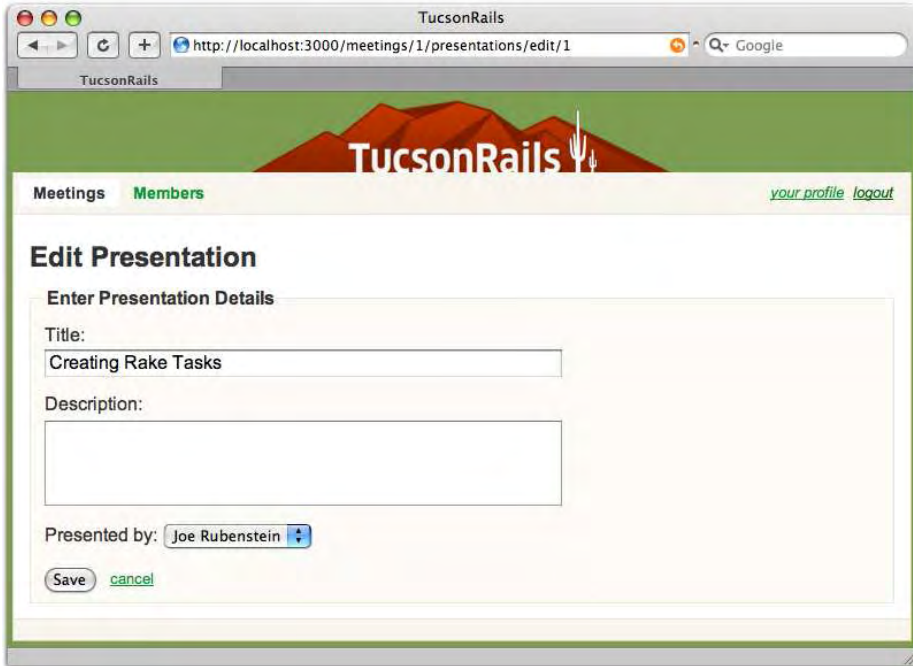 TucsonRails
http://localhost:3000/meetings/1/presentations/edit/1
Google
TucsonRails
TucsonRails
Meetings Members your profile logout
Edit Presentation
Enter Presentation Details
Title:
Creating Rake Tasks
Description:
Presented by: Joe Rubenstein
Save cancel